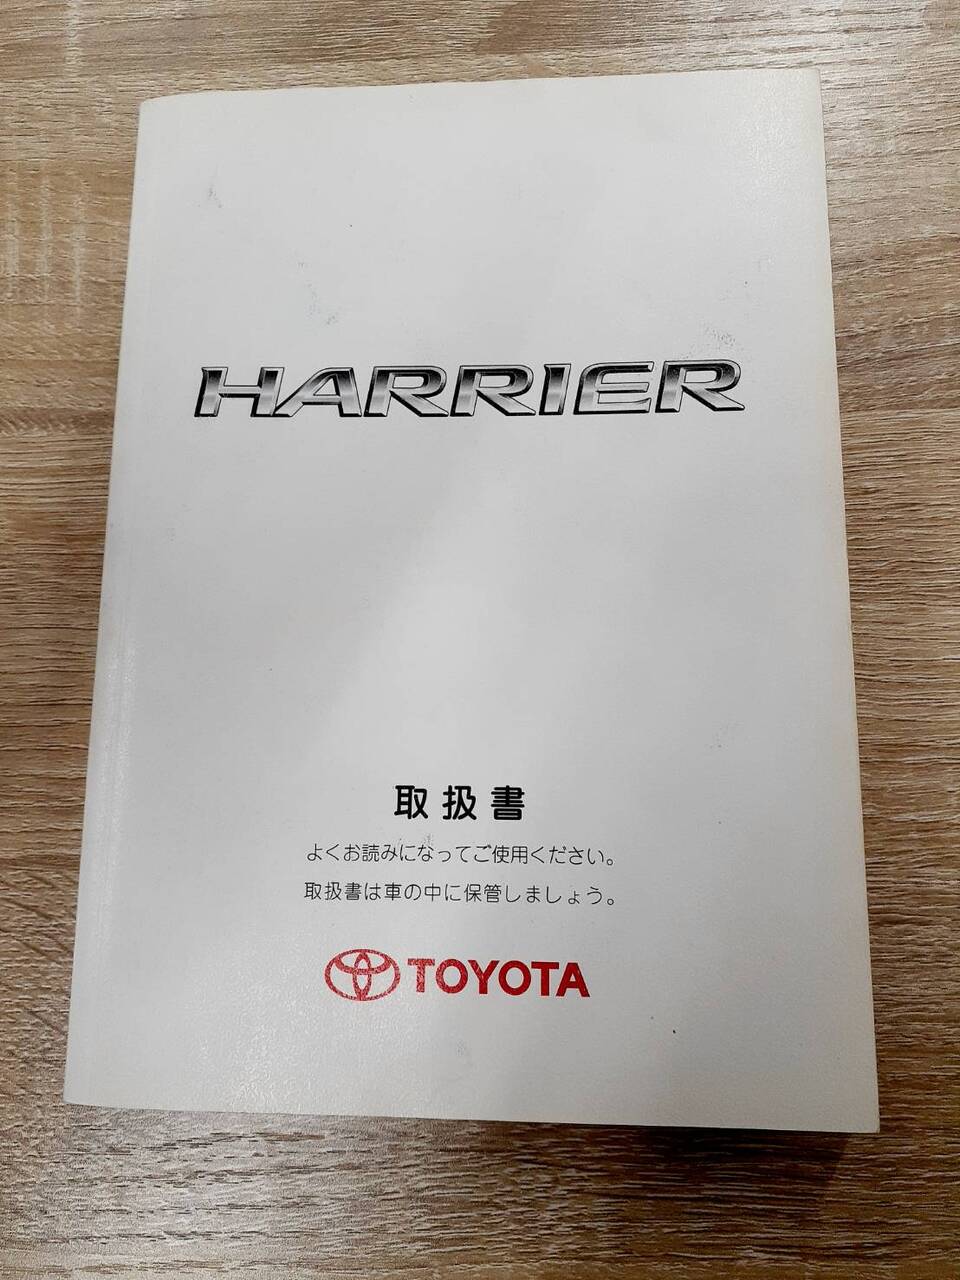 HARRIER
取扱書
よくお読みになってご使用ください。
取扱書は車の中に保管しましょう。
TOYOTA